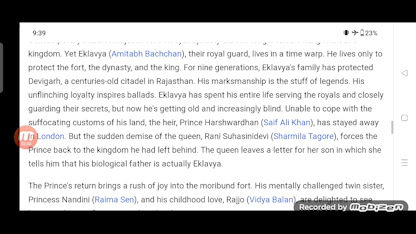 9:39
23%
kingdom. Yet Eklavya (Amitabh Bachchan), their royal guard, lives in a time warp. He lives only to
protect the fort, the dynasty, and the king. For nine generations, Eklavya's family has protected
Devigarh, a centuries-old citadel in Rajasthan. His marksmanship is the stuff of legends. His
unflinching loyalty inspires ballads. Eklavya has spent his entire life serving the royals and closely
guarding their secrets, but now he's getting old and increasingly blind. Unable to cope with the
suffocating customs of his land, the heir, Prince Harshwardhan (Saif Ali Khan), has stayed away
in London. But the sudden demise of the queen, Rani Suhasinidevi (Sharmila Tagore), forces the
Prince back to the kingdom he had left behind. The queen leaves a letter for her son in which she
tells him that his biological father is actually Eklavya.
The Prince's return brings a rush of joy into the moribund fort. His mentally challenged twin sister,
Princess Nandini (Raima Sen), and his childhood love, Rajjo (Vidya Balan), are delighted to see
Recorded by Mobizen